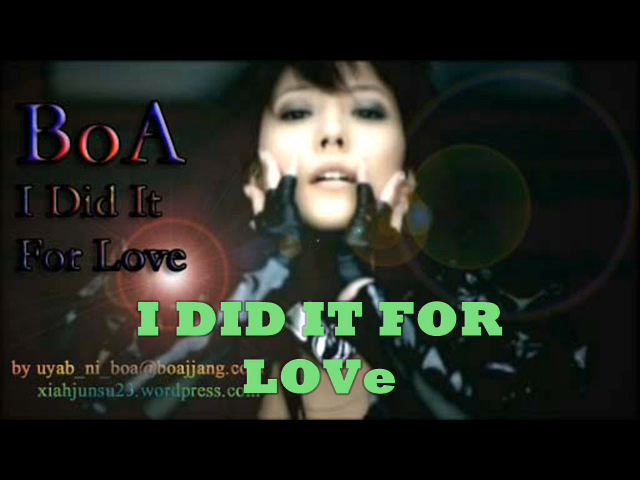 BoA
I Did It
For Love
I DID IT FOR
LOVe
by uyab_ni_boa@boajjang.co
xiahjunsu23.wordpress.com